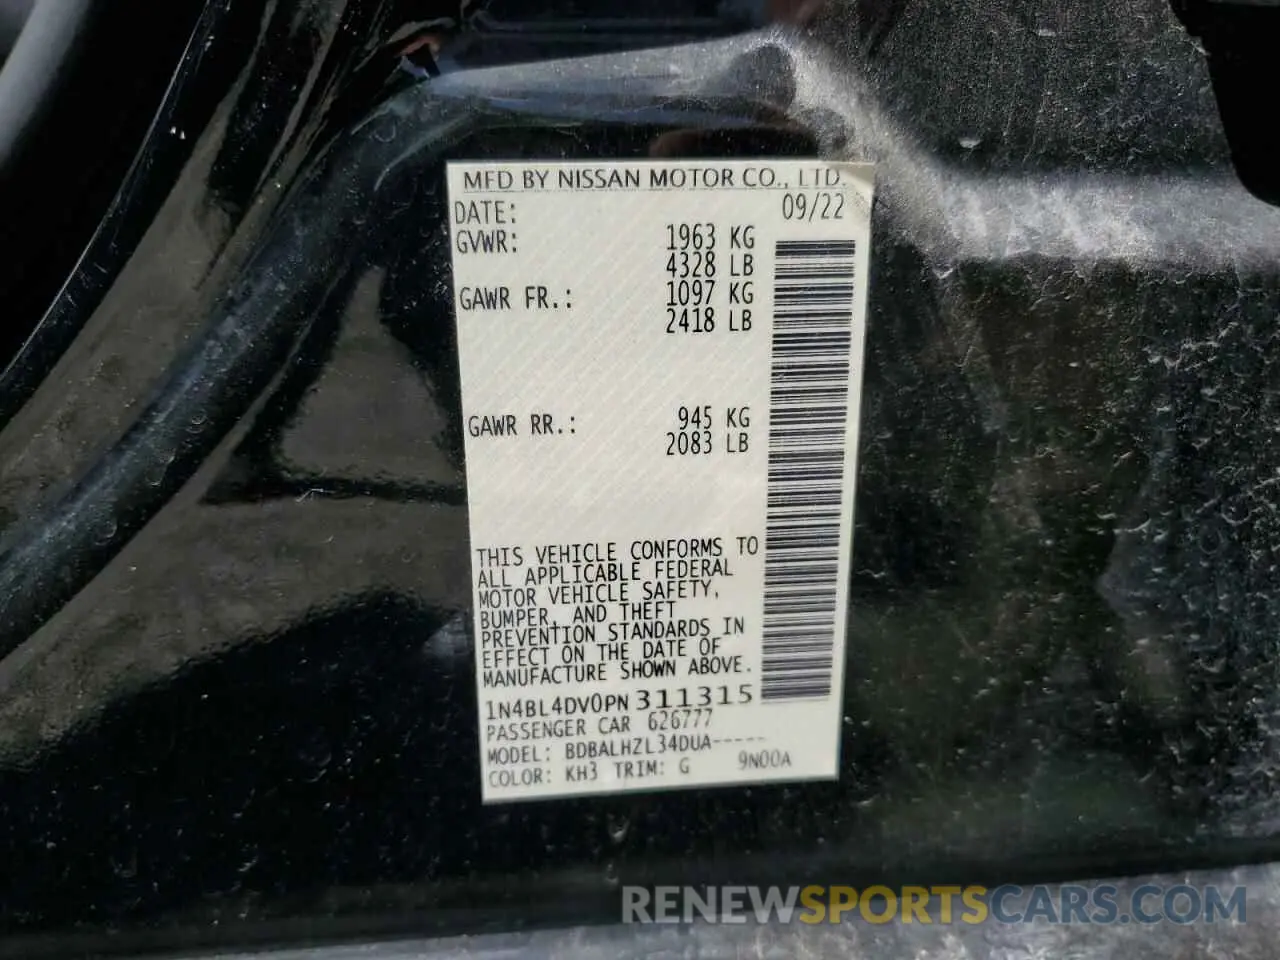 MFD BY NISSAN MOTOR CO., LTD.
DATE: 09/22
GVWR: 1963 KG
4328 LB
GAWR FR.: 1097 KG
2418 LB
GAWR RR.: 945 KG
2083 LB
THIS VEHICLE CONFORMS TO
ALL APPLICABLE FEDERAL
MOTOR VEHICLE SAFETY,
BUMPER, AND THEFT
PREVENTION STANDARDS IN
EFFECT ON THE DATE OF
MANUFACTURE SHOWN ABOVE.
1N4BL4DV0PN311315
PASSENGER CAR 626777
MODEL: BDBALHZL34DUA-----
COLOR: KH3 TRIM: G 9N00A
RENEWSPORTSCARS.COM